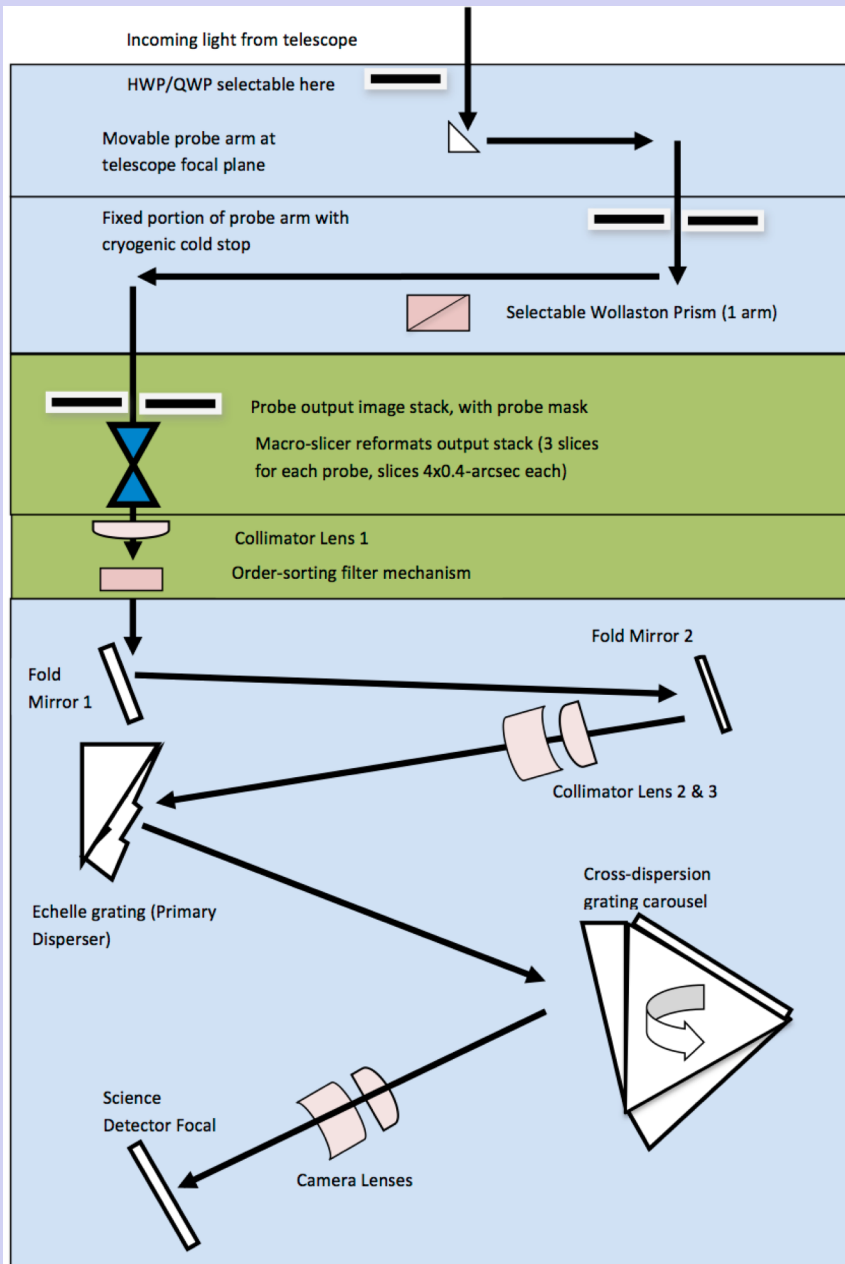 Incoming light from telescope
HWP/QWP selectable here
Movable probe arm at
telescope focal plane
Fixed portion of probe arm with
cryogenic cold stop
Selectable Wollaston Prism (1 arm)
Probe output image stack, with probe mask
Macro-slicer reformats output stack (3 slices
for each probe, slices 4x0.4-arcsec each)
Collimator Lens 1
Order-sorting filter mechanism
Fold Mirror 2
Fold
Mirror 1
Collimator Lens 2 & 3
Cross-dispersion
grating carousel
Echelle grating (Primary
Disperser)
Science
Detector Focal
Camera Lenses